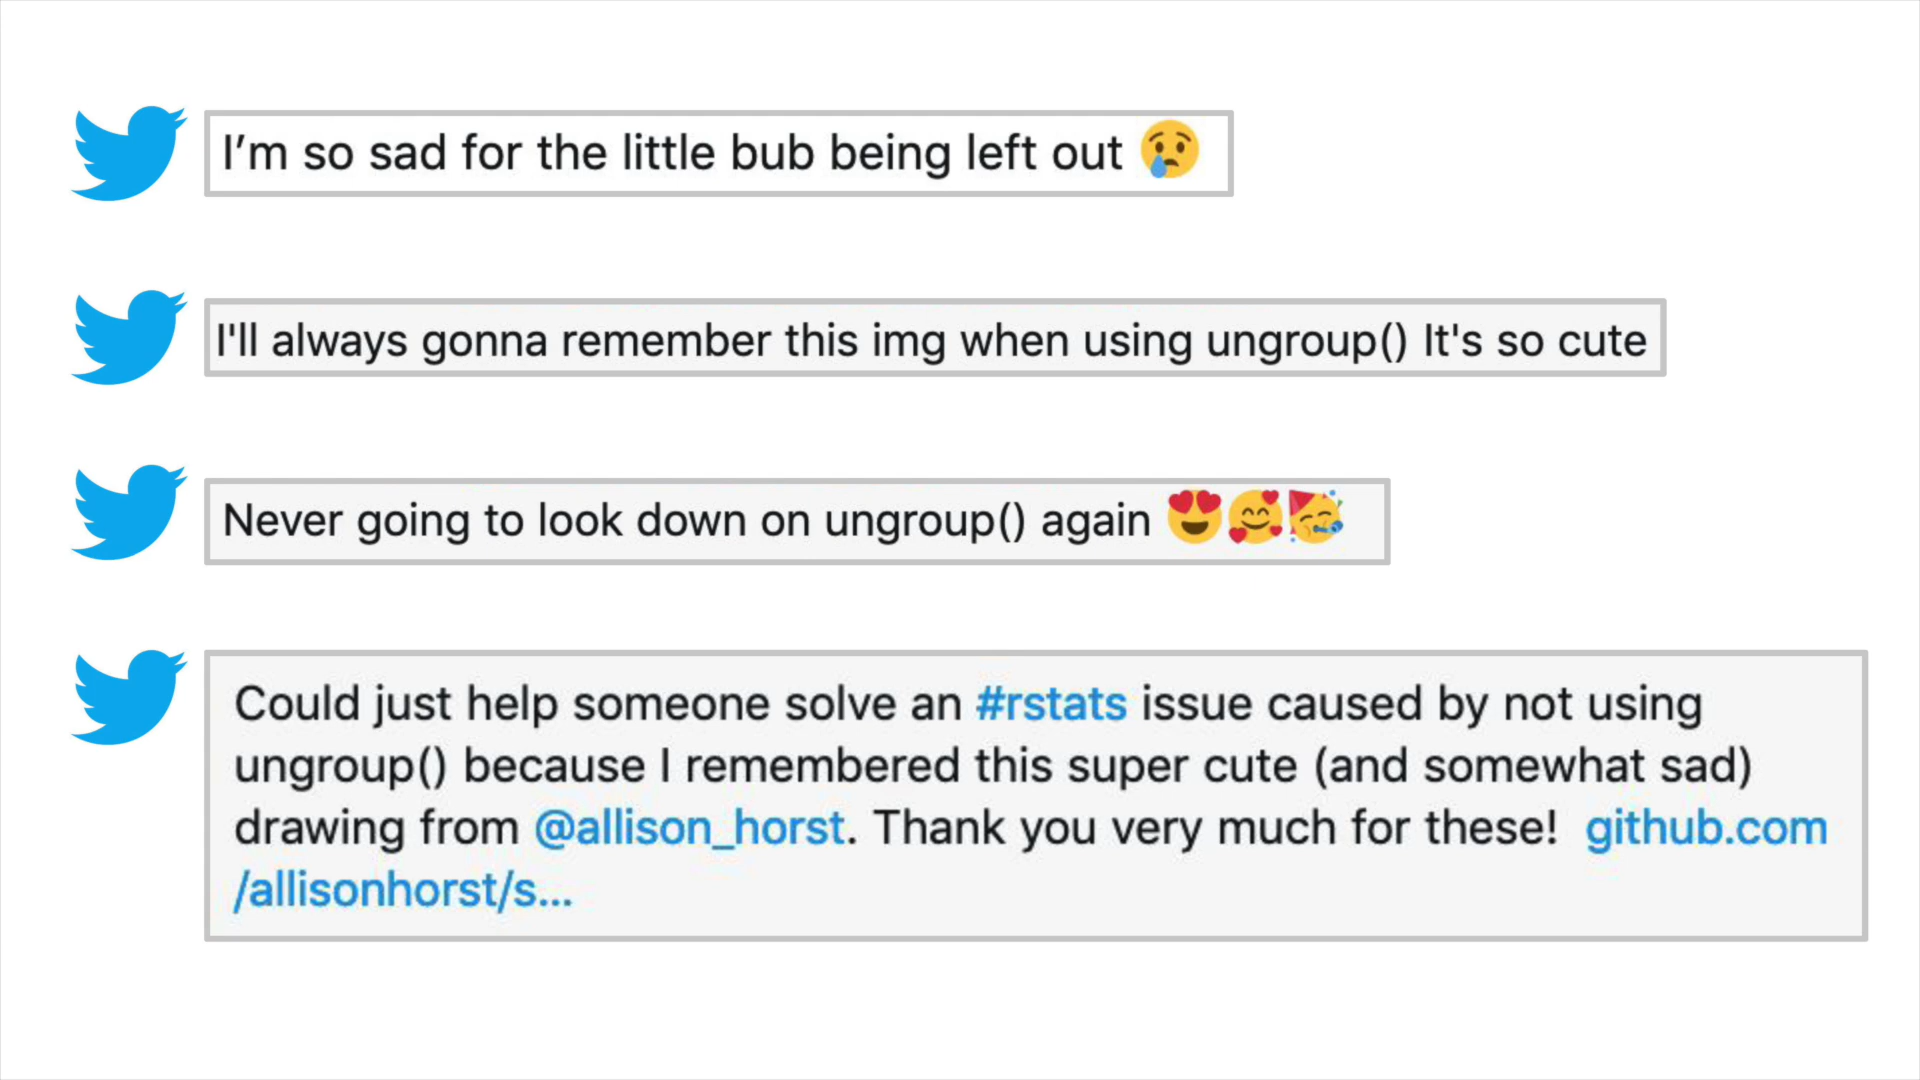 I’m so sad for the little bub being left out 😢
I'll always gonna remember this img when using ungroup() It's so cute
Never going to look down on ungroup() again 😍🥰🥳
Could just help someone solve an #rstats issue caused by not using
ungroup() because I remembered this super cute (and somewhat sad)
drawing from @allison_horst. Thank you very much for these! github.com
/allisonhorst/s...